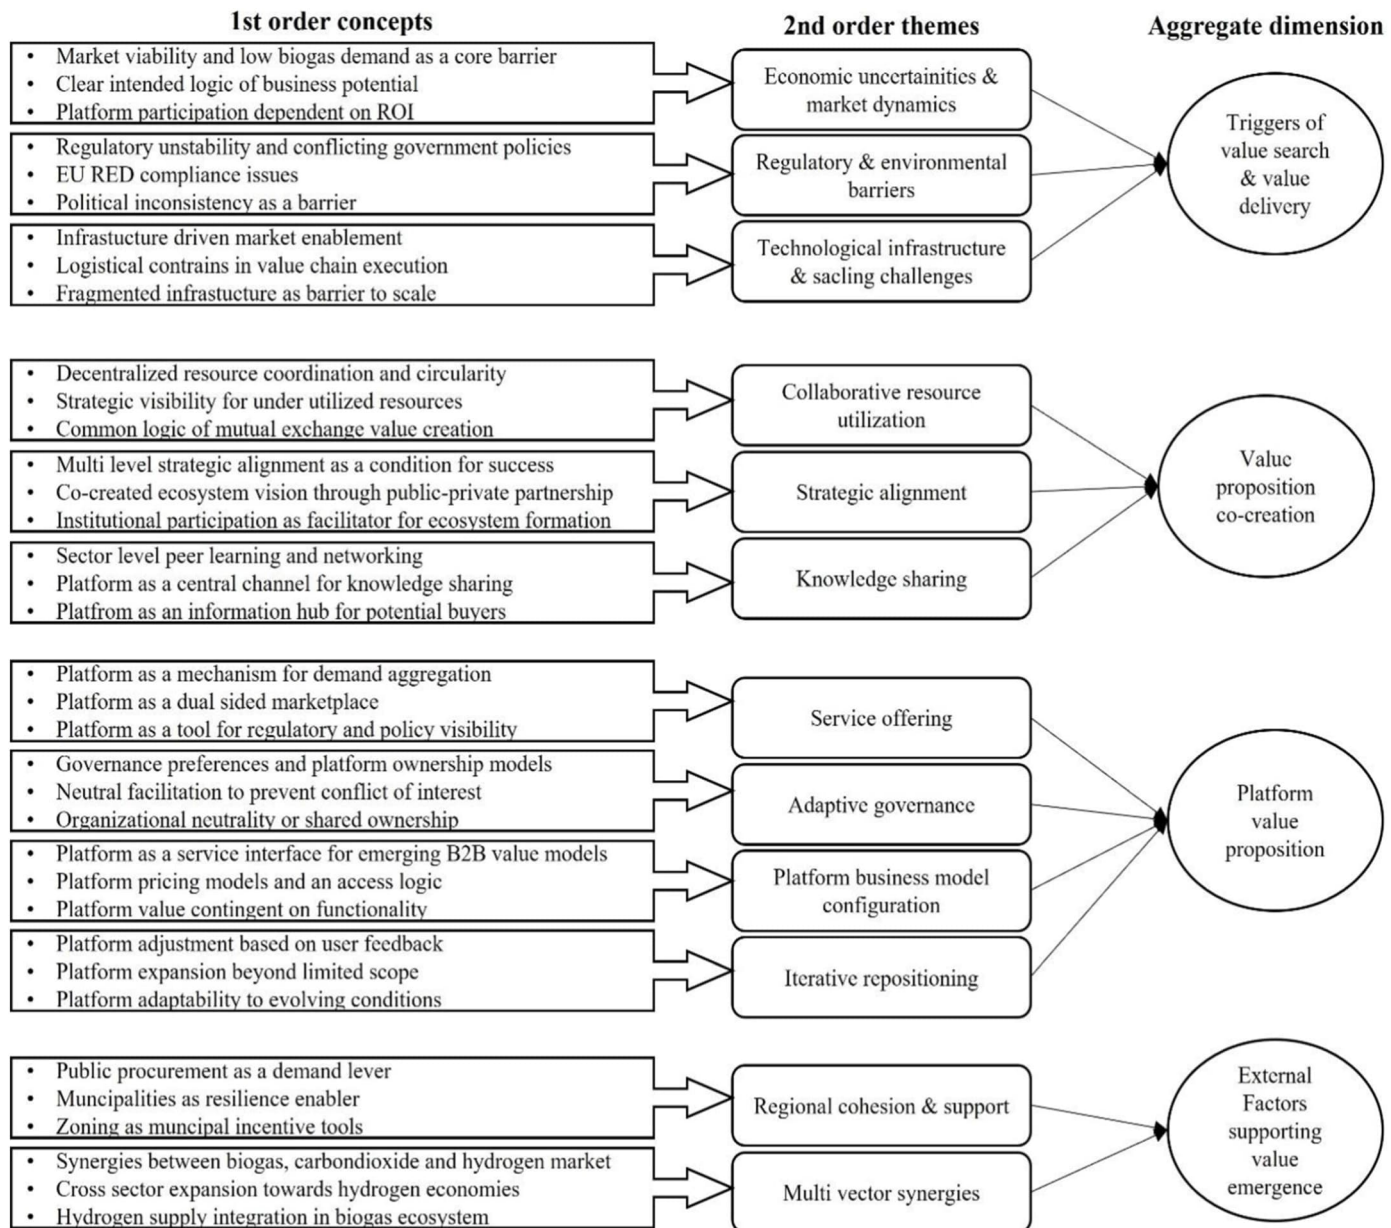 1st order concepts
2nd order themes
Aggregate dimension
• Market viability and low biogas demand as a core barrier
• Clear intended logic of business potential
• Platform participation dependent on ROI
Economic uncertainities &
market dynamics
• Regulatory unstability and conflicting government policies
• EU RED compliance issues
• Political inconsistency as a barrier
Regulatory & environmental
barriers
• Infrastucture driven market enablement
• Logistical contrains in value chain execution
• Fragmented infrastucture as barrier to scale
Technological infrastructure
& sacling challenges
Triggers of
value search
& value
delivery
• Decentralized resource coordination and circularity
• Strategic visibility for under utilized resources
• Common logic of mutual exchange value creation
Collaborative resource
utilization
• Multi level strategic alignment as a condition for success
• Co-created ecosystem vision through public-private partnership
• Institutional participation as facilitator for ecosystem formation
Strategic alignment
• Sector level peer learning and networking
• Platform as a central channel for knowledge sharing
• Platfrom as an information hub for potential buyers
Knowledge sharing
Value
proposition
co-creation
• Platform as a mechanism for demand aggregation
• Platform as a dual sided marketplace
• Platform as a tool for regulatory and policy visibility
Service offering
• Governance preferences and platform ownership models
• Neutral facilitation to prevent conflict of interest
• Organizational neutrality or shared ownership
Adaptive governance
• Platform as a service interface for emerging B2B value models
• Platform pricing models and an access logic
• Platform value contingent on functionality
Platform business model
configuration
• Platform adjustment based on user feedback
• Platform expansion beyond limited scope
• Platform adaptability to evolving conditions
Iterative repositioning
Platform
value
proposition
• Public procurement as a demand lever
• Muncipalities as resilience enabler
• Zoning as muncipal incentive tools
Regional cohesion & support
• Synergies between biogas, carbondioxide and hydrogen market
• Cross sector expansion towards hydrogen economies
• Hydrogen supply integration in biogas ecosystem
Multi vector synergies
External
Factors
supporting
value
emergence